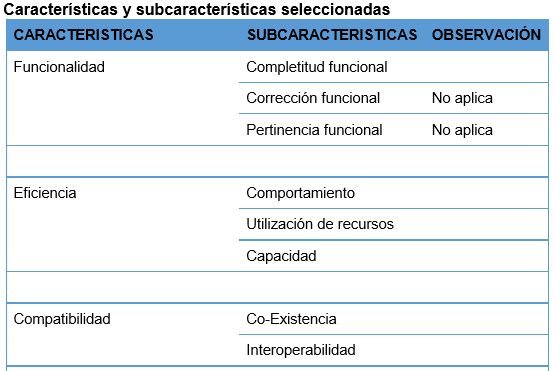 Características y subcaracterísticas seleccionadas
CARACTERISTICAS SUBCARACTERISTICAS OBSERVACIÓN
Funcionalidad Completitud funcional
Corrección funcional No aplica
Pertinencia funcional No aplica
Eficiencia Comportamiento
Utilización de recursos
Capacidad
Compatibilidad Co-Existencia
Interoperabilidad